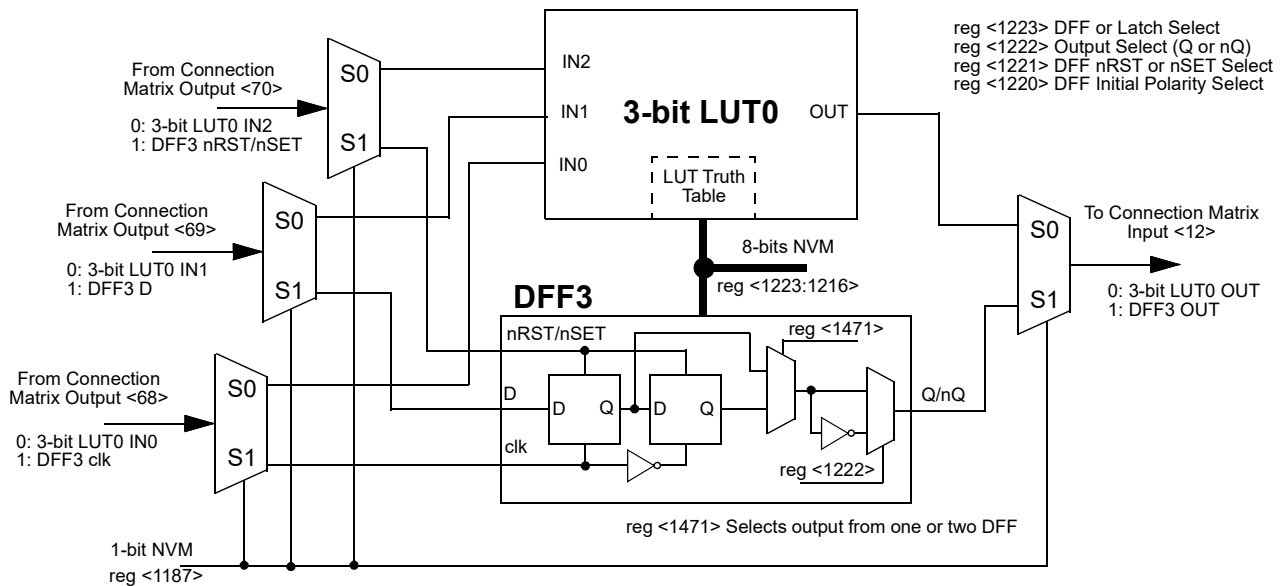 reg <1223> DFF or Latch Select
reg <1222> Output Select (Q or nQ)
reg <1221> DFF nRST or nSET Select
reg <1220> DFF Initial Polarity Select
From Connection
Matrix Output <70>
0: 3-bit LUT0 IN2
1: DFF3 nRST/nSET
S0
S1
IN2
IN1
IN0
3-bit LUT0
OUT
LUT Truth
Table
From Connection
Matrix Output <69>
0: 3-bit LUT0 IN1
1: DFF3 D
S0
S1
To Connection Matrix
Input <12>
0: 3-bit LUT0 OUT
1: DFF3 OUT
S0
S1
8-bits NVM
reg <1223:1216>
DFF3
nRST/nSET
reg <1471>
D
D
Q
D
Q
Q/nQ
clk
reg <1222>
From Connection
Matrix Output <68>
0: 3-bit LUT0 IN0
1: DFF3 clk
S0
S1
reg <1471> Selects output from one or two DFF
1-bit NVM
reg <1187>